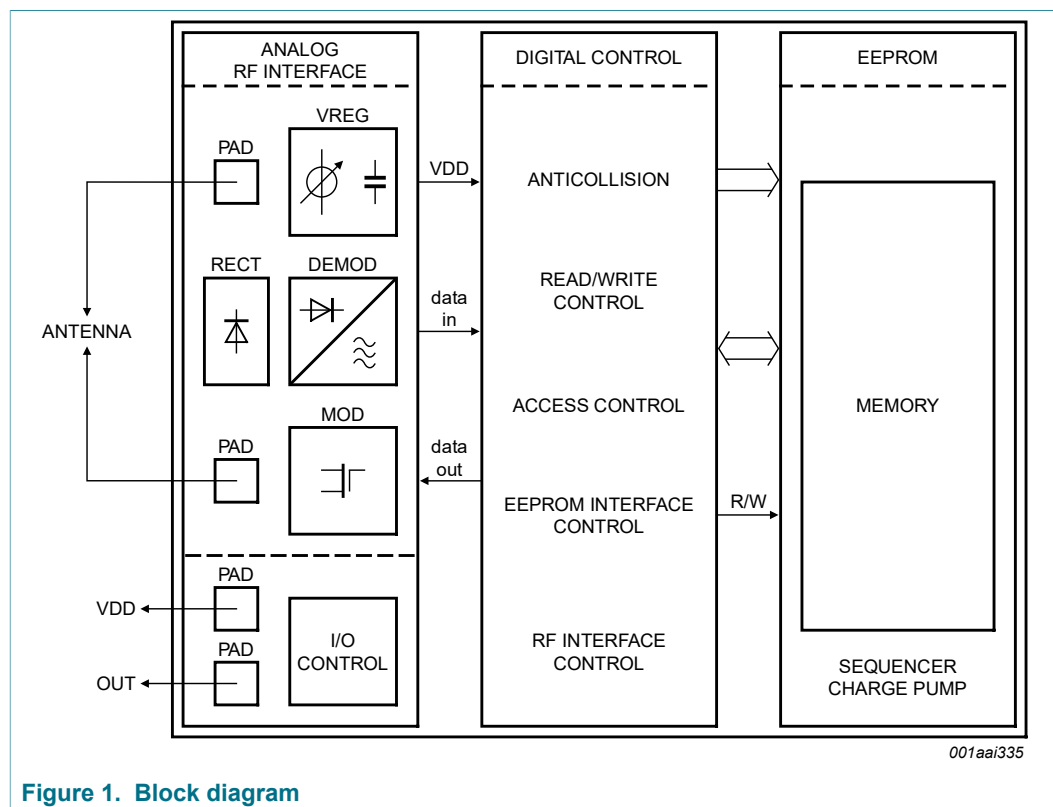 ANALOG
RF INTERFACE
PAD
VREG
RECT
DEMOD
ANTENNA
PAD
MOD
PAD
VDD
PAD
OUT
I/O
CONTROL
VDD
data
in
data
out
DIGITAL CONTROL
ANTICOLLISION
READ/WRITE
CONTROL
ACCESS CONTROL
EEPROM INTERFACE
CONTROL
RF INTERFACE
CONTROL
R/W
EEPROM
MEMORY
SEQUENCER
CHARGE PUMP
001aai335
Figure 1. Block diagram